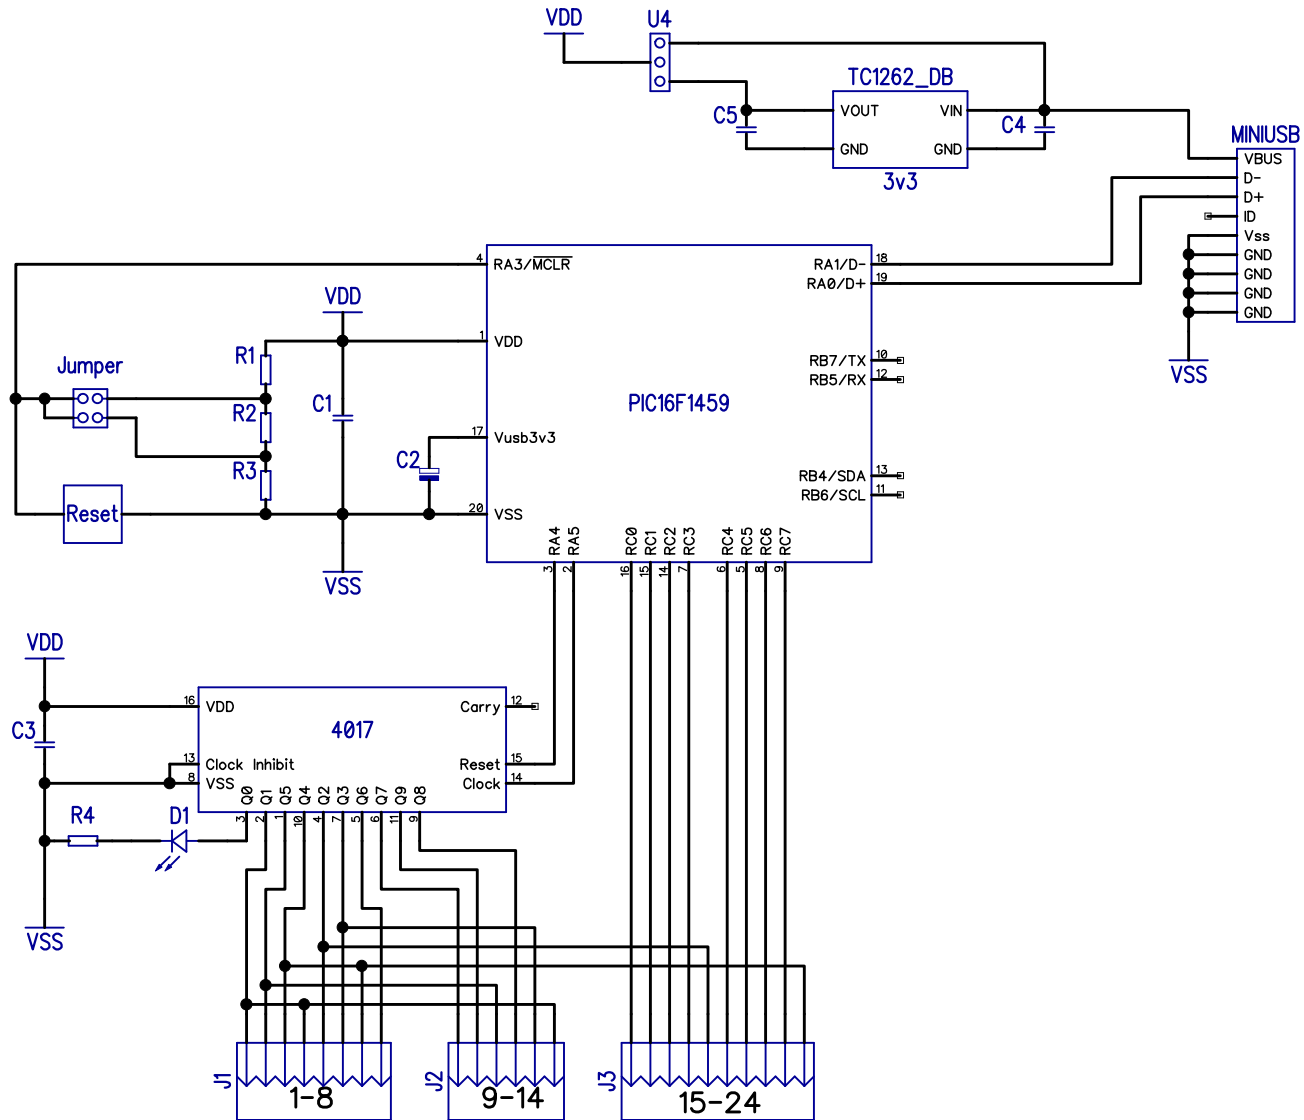 VDD
U4
TC1262_DB
VOUT
VIN
GND
GND
3v3
C5
C4
MINIUSB
VBUS
D-
D+
ID
Vss
GND
GND
GND
GND
VSS
4
RA3/MCLR
1
VDD
17
Vusb3v3
20
VSS
PIC16F1459
RA1/D-
18
RA0/D+
19
RB7/TX
10
RB5/RX
12
RB4/SDA
13
RB6/SCL
11
RA4
RA5
RC0
RC1
RC2
RC3
RC4
RC5
RC6
RC7
3
2
16
15
14
7
6
5
8
9
VDD
R1
Jumper
R2
C1
R3
C2
Reset
VSS
VDD
C3
16
VDD
4017
Carry
12
13
Clock Inhibit
8
VSS
Reset
15
Clock
14
Q0
Q1
Q5
Q4
Q2
Q3
Q6
Q7
Q9
Q8
3
2
1
10
4
7
5
6
11
9
R4
D1
VSS
J1
1-8
J2
9-14
J3
15-24